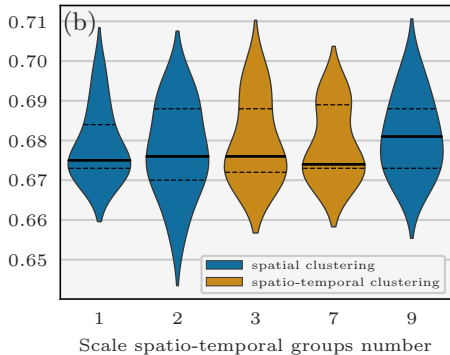 (b)
0.71
0.70
0.69
0.68
0.67
0.66
0.65
spatial clustering
spatio-temporal clustering
1 2 3 7 9
Scale spatio-temporal groups number